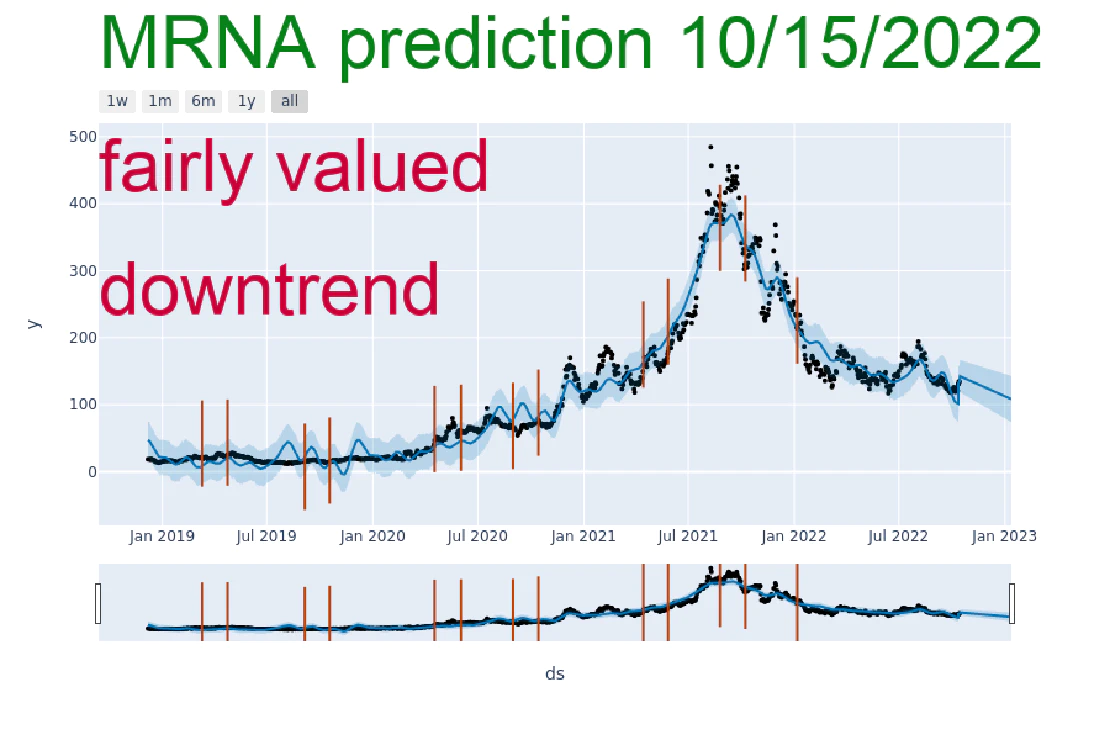 MRNA prediction 10/15/2022
1w 1m 6m 1y all
fairly valued
downtrend
500
400
300
200
100
0
y
Jan 2019 Jul 2019 Jan 2020 Jul 2020 Jan 2021 Jul 2021 Jan 2022 Jul 2022 Jan 2023
ds